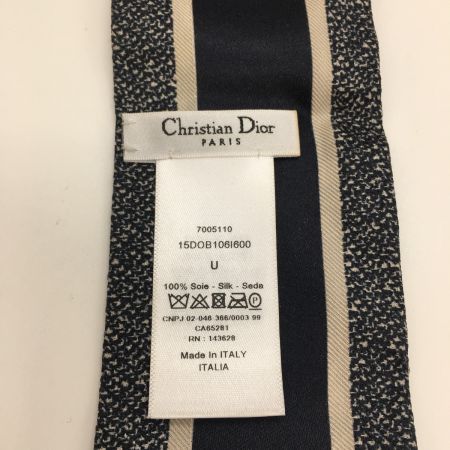 Christian Dior
PARIS
7005110
15DOB106I600
U
100% Soie - Silk - Seda
CNPJ 02-046-366/0003 99
CA65281
RN : 143628
Made In ITALY
ITALIA